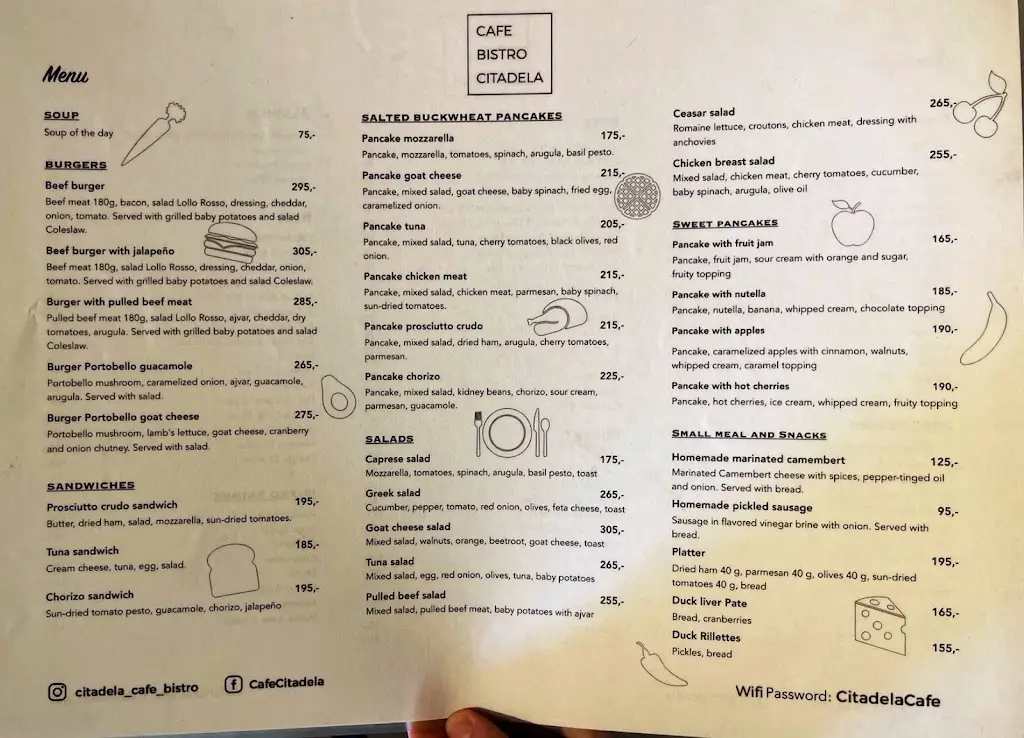 CAFE
BISTRO
CITADELA
Menu
SOUP
Soup of the day 75,-
BURGERS
Beef burger 295,-
Beef meat 180g, bacon, salad Lollo Rosso, dressing, cheddar,
onion, tomato. Served with grilled baby potatoes and salad
Coleslaw.
Beef burger with jalapeño 305,-
Beef meat 180g, salad Lollo Rosso, dressing, cheddar, onion,
tomato. Served with grilled baby potatoes and salad Coleslaw.
Burger with pulled beef meat 285,-
Pulled beef meat 180g, salad Lollo Rosso, ajvar, cheddar, dry
tomatoes, arugula. Served with grilled baby potatoes and salad
Coleslaw.
Burger Portobello guacamole 265,-
Portobello mushroom, caramelized onion, ajvar, guacamole,
arugula. Served with salad.
Burger Portobello goat cheese 275,-
Portobello mushroom, lamb's lettuce, goat cheese, cranberry
and onion chutney. Served with salad.
SANDWICHES
Prosciutto crudo sandwich 195,-
Butter, dried ham, salad, mozzarella, sun-dried tomatoes.
Tuna sandwich 185,-
Cream cheese, tuna, egg, salad.
Chorizo sandwich 195,-
Sun-dried tomato pesto, guacamole, chorizo, jalapeño
citadela_cafe_bistro
CafeCitadela
SALTED BUCKWHEAT PANCAKES
Pancake mozzarella 175,-
Pancake, mozzarella, tomatoes, spinach, arugula, basil pesto.
Pancake goat cheese 215,-
Pancake, mixed salad, goat cheese, baby spinach, fried egg,
caramelized onion.
Pancake tuna 205,-
Pancake, mixed salad, tuna, cherry tomatoes, black olives, red
onion.
Pancake chicken meat 215,-
Pancake, mixed salad, chicken meat, parmesan, baby spinach,
sun-dried tomatoes.
Pancake prosciutto crudo 215,-
Pancake, mixed salad, dried ham, arugula, cherry tomatoes,
parmesan.
Pancake chorizo 225,-
Pancake, mixed salad, kidney beans, chorizo, sour cream,
parmesan, guacamole.
SALADS
Caprese salad 175,-
Mozzarella, tomatoes, spinach, arugula, basil pesto, toast
Greek salad 265,-
Cucumber, pepper, tomato, red onion, olives, feta cheese, toast
Goat cheese salad 305,-
Mixed salad, walnuts, orange, beetroot, goat cheese, toast
Tuna salad 265,-
Mixed salad, egg, red onion, olives, tuna, baby potatoes
Pulled beef salad 255,-
Mixed salad, pulled beef meat, baby potatoes with ajvar
Ceasar salad 265,-
Romaine lettuce, croutons, chicken meat, dressing with
anchovies
Chicken breast salad 255,-
Mixed salad, chicken meat, cherry tomatoes, cucumber,
baby spinach, arugula, olive oil
SWEET PANCAKES
Pancake with fruit jam 165,-
Pancake, fruit jam, sour cream with orange and sugar,
fruity topping
Pancake with nutella 185,-
Pancake, nutella, banana, whipped cream, chocolate topping
Pancake with apples 190,-
Pancake, caramelized apples with cinnamon, walnuts,
whipped cream, caramel topping
Pancake with hot cherries 190,-
Pancake, hot cherries, ice cream, whipped cream, fruity topping
SMALL MEAL AND SNACKS
Homemade marinated camembert 125,-
Marinated Camembert cheese with spices, pepper-tinged oil
and onion. Served with bread.
Homemade pickled sausage 95,-
Sausage in flavored vinegar brine with onion. Served with
bread.
Platter 195,-
Dried ham 40 g, parmesan 40 g, olives 40 g, sun-dried
tomatoes 40 g, bread
Duck liver Pate 165,-
Bread, cranberries
Duck Rillettes 155,-
Pickles, bread
Wifi Password: CitadelaCafe